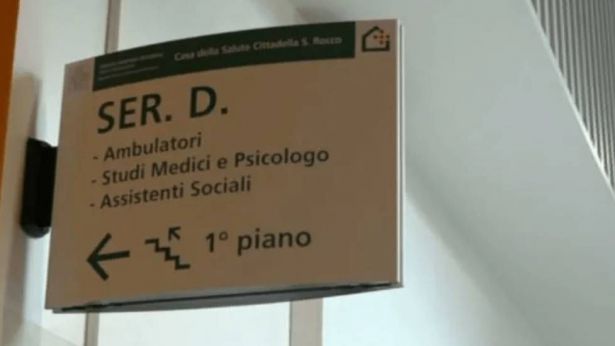 Casa della Salute Cittadella S. Rocco
SER. D.
- Ambulatori
- Studi Medici e Psicologo
- Assistenti Sociali
1° piano